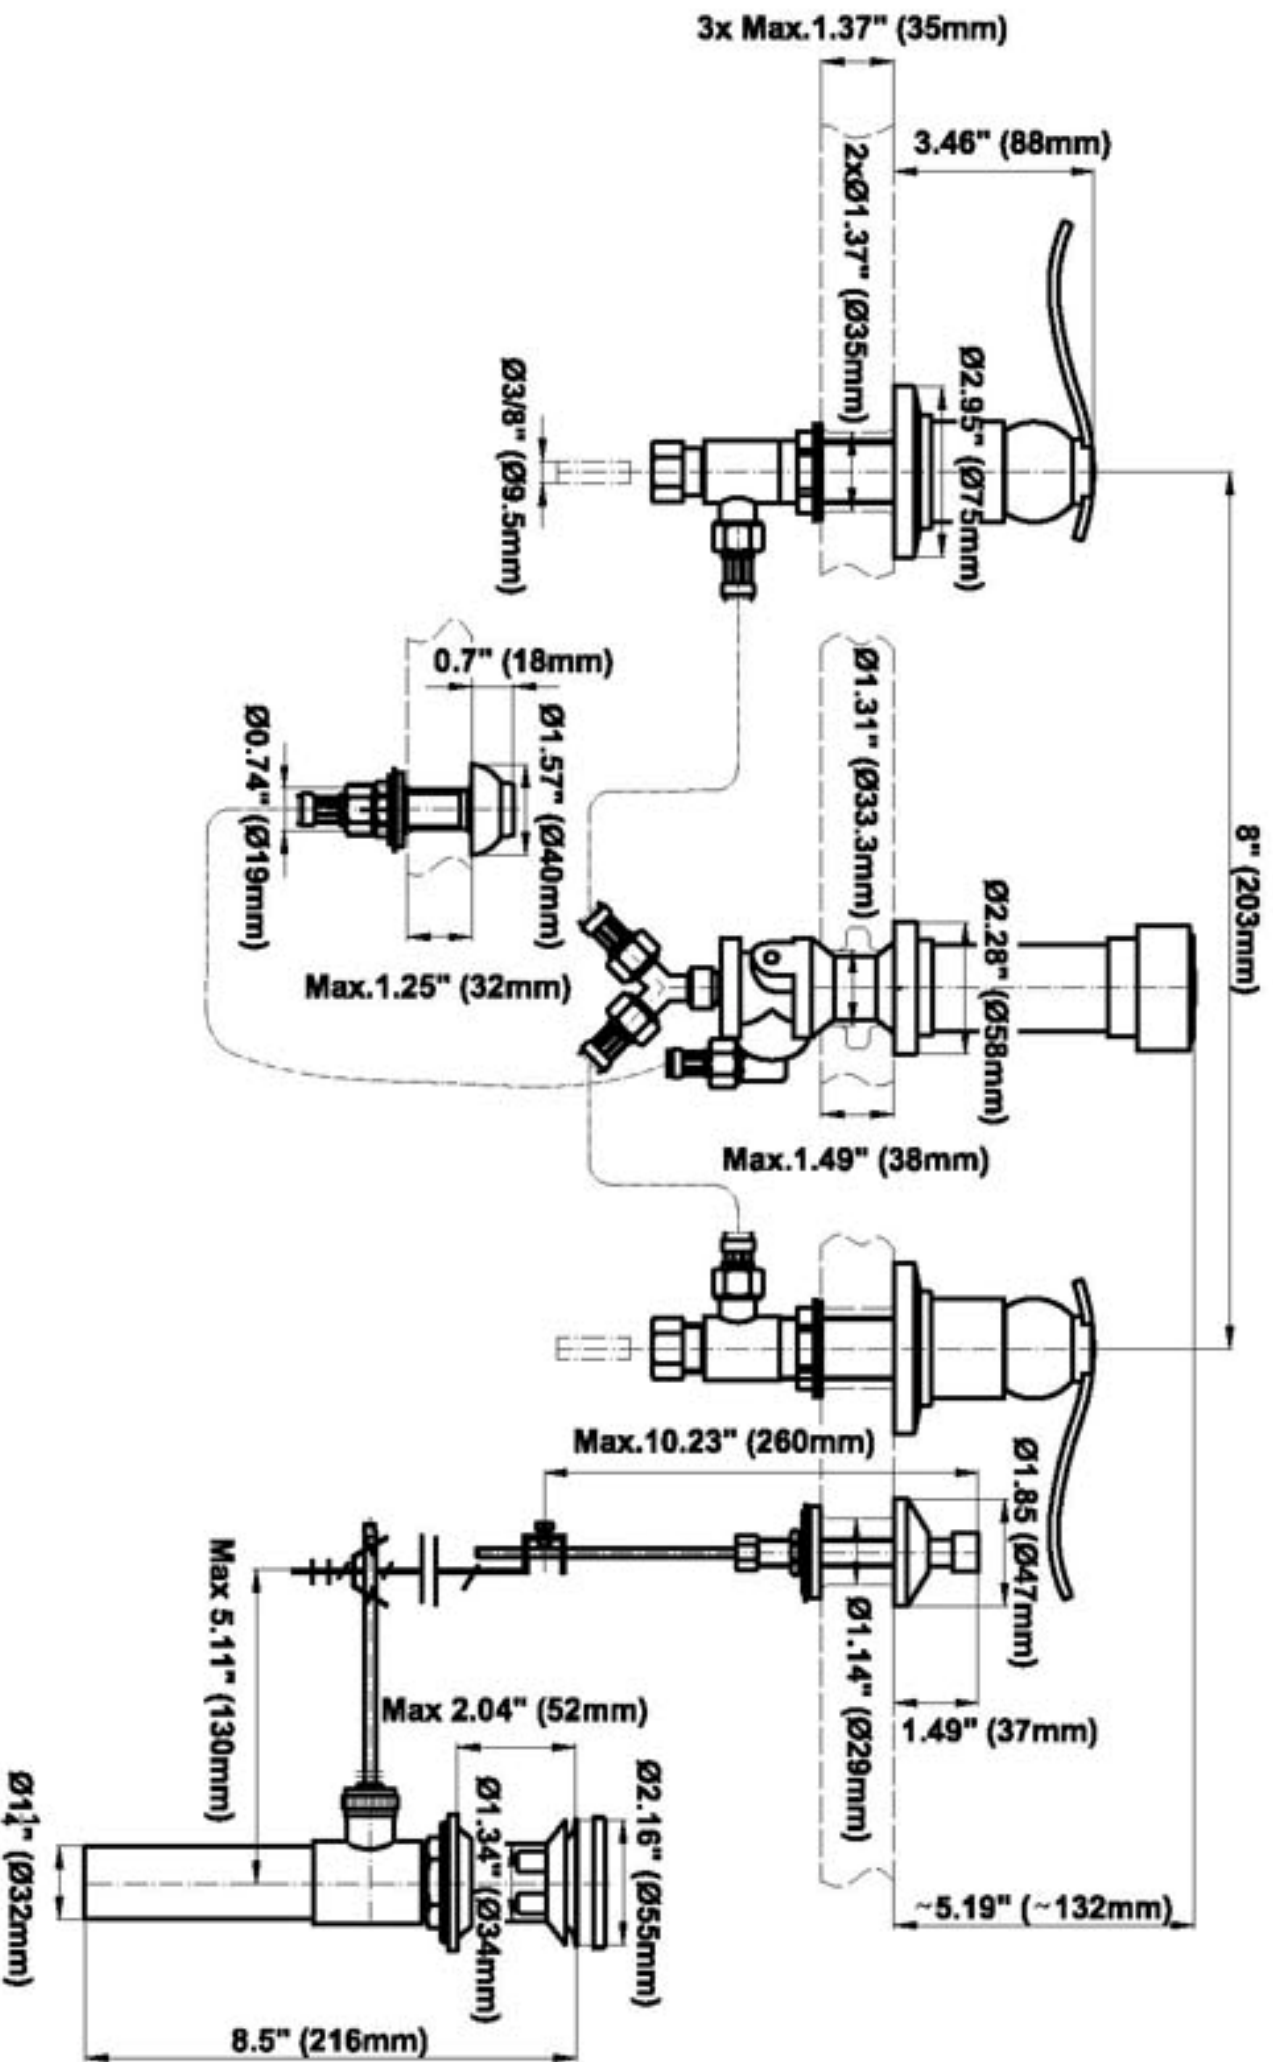 3x Max.1.37" (35mm)
3.46" (88mm)
2xØ1.37" (Ø35mm)
Ø2.95" (Ø75mm)
Ø3/8" (Ø9.5mm)
8" (203mm)
0.7" (18mm)
Ø1.57" (Ø40mm)
Ø0.74" (Ø19mm)
Max.1.25" (32mm)
Ø1.31" (Ø33.3mm)
Ø2.28" (Ø58mm)
Max.1.49" (38mm)
Max.10.23" (260mm)
Ø1.85 (Ø47mm)
Ø1.14" (Ø29mm)
1.49" (37mm)
Max 5.11" (130mm)
Max 2.04" (52mm)
Ø1.34" (Ø34mm)
Ø2.16" (Ø55mm)
~5.19" (~132mm)
Ø1¼" (Ø32mm)
8.5" (216mm)